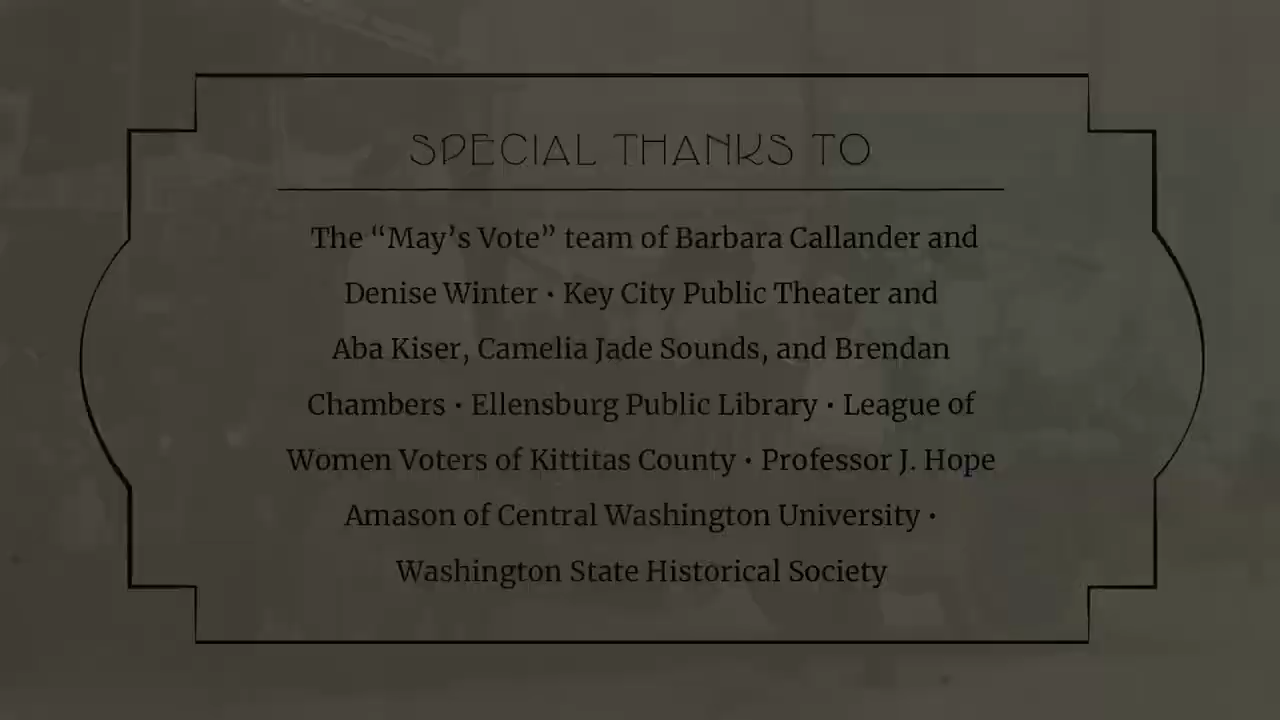 SPECIAL THANKS TO
The “May’s Vote” team of Barbara Callander and
Denise Winter • Key City Public Theater and
Aba Kiser, Camelia Jade Sounds, and Brendan
Chambers • Ellensburg Public Library • League of
Women Voters of Kittitas County • Professor J. Hope
Amason of Central Washington University •
Washington State Historical Society